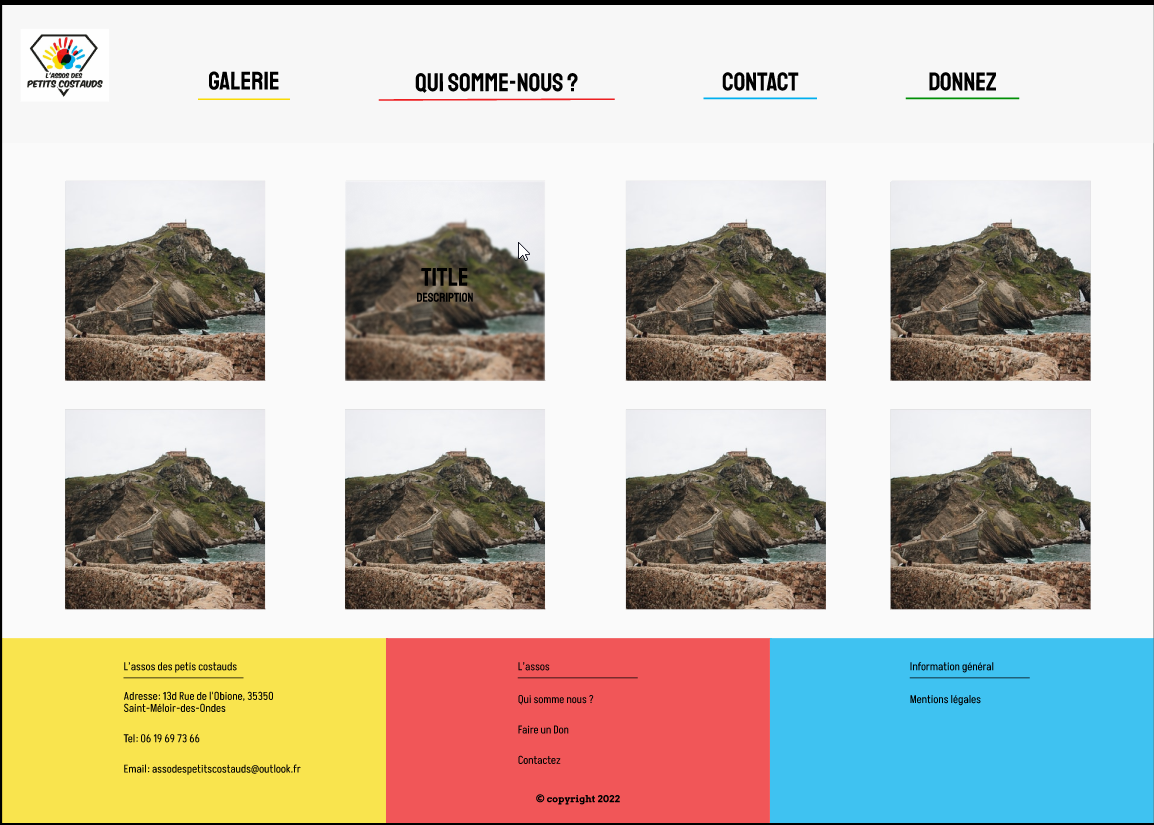 L'ASSOS DES
PETITS COSTAUDS
GALERIE
QUI SOMME-NOUS ?
CONTACT
DONNEZ
TITLE
DESCRIPTION
L'assos des petis costauds
Adresse: 13d Rue de l'Obione, 35350
Saint-Méloir-des-Ondes
Tel: 06 19 69 73 66
Email: assodespetitscostauds@outlook.fr
L'assos
Qui somme nous ?
Faire un Don
Contactez
© copyright 2022
Information général
Mentions légales